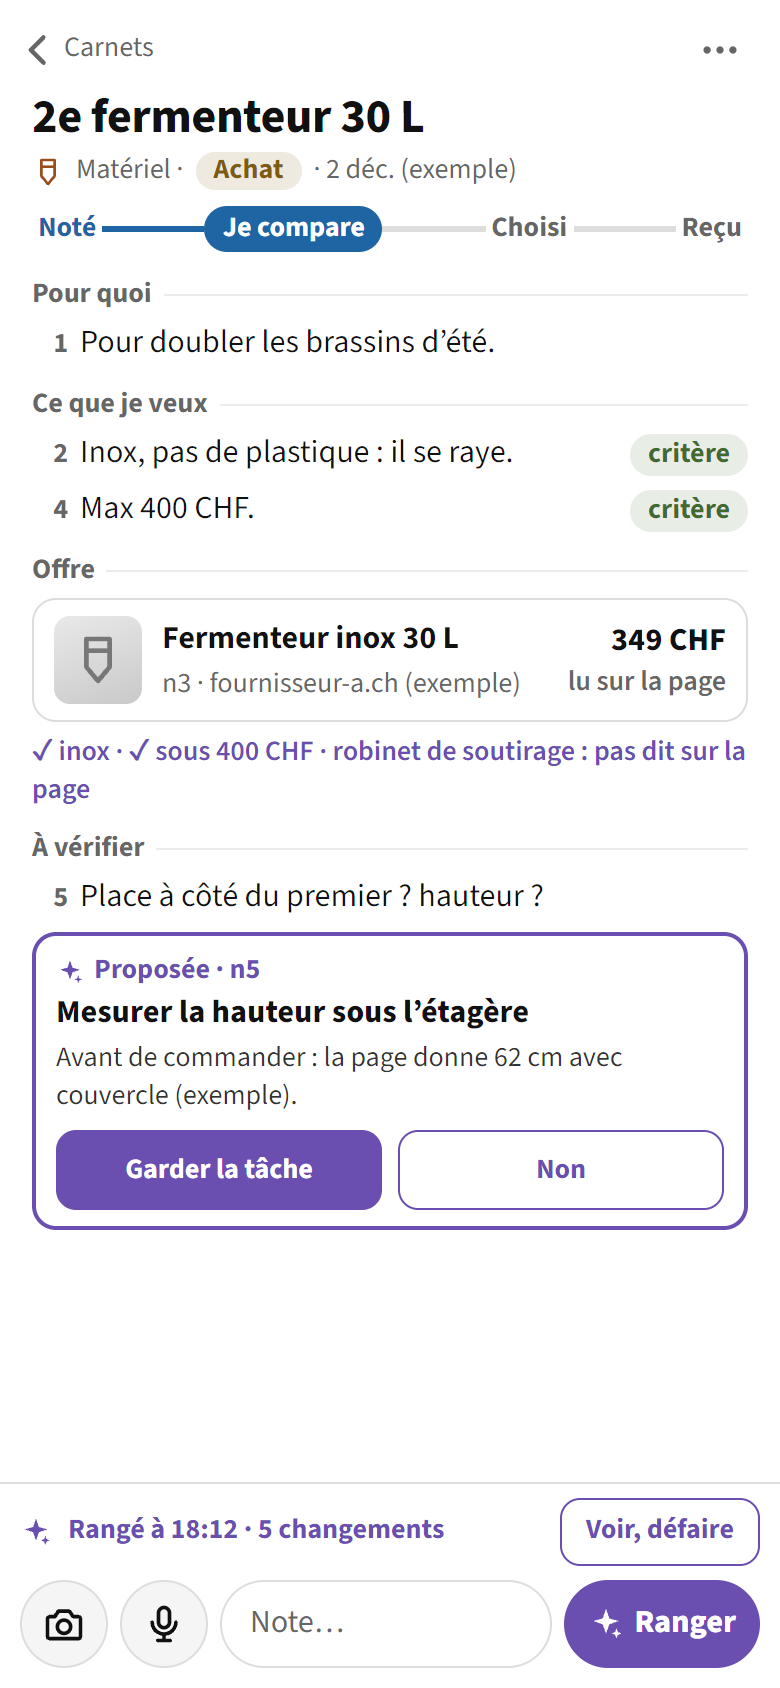 Carnets
2e fermenteur 30 L
Matériel · Achat · 2 déc. (exemple)
Noté Je compare Choisi Reçu
Pour quoi
1 Pour doubler les brassins d’été.
Ce que je veux
2 Inox, pas de plastique : il se raye. critère
4 Max 400 CHF. critère
Offre
Fermenteur inox 30 L 349 CHF
n3 · fournisseur-a.ch (exemple) lu sur la page
✓ inox · ✓ sous 400 CHF · robinet de soutirage : pas dit sur la
page
À vérifier
5 Place à côté du premier ? hauteur ?
Proposée · n5
Mesurer la hauteur sous l’étagère
Avant de commander : la page donne 62 cm avec
couvercle (exemple).
Garder la tâche Non
Rangé à 18:12 · 5 changements Voir, défaire
Note… Ranger